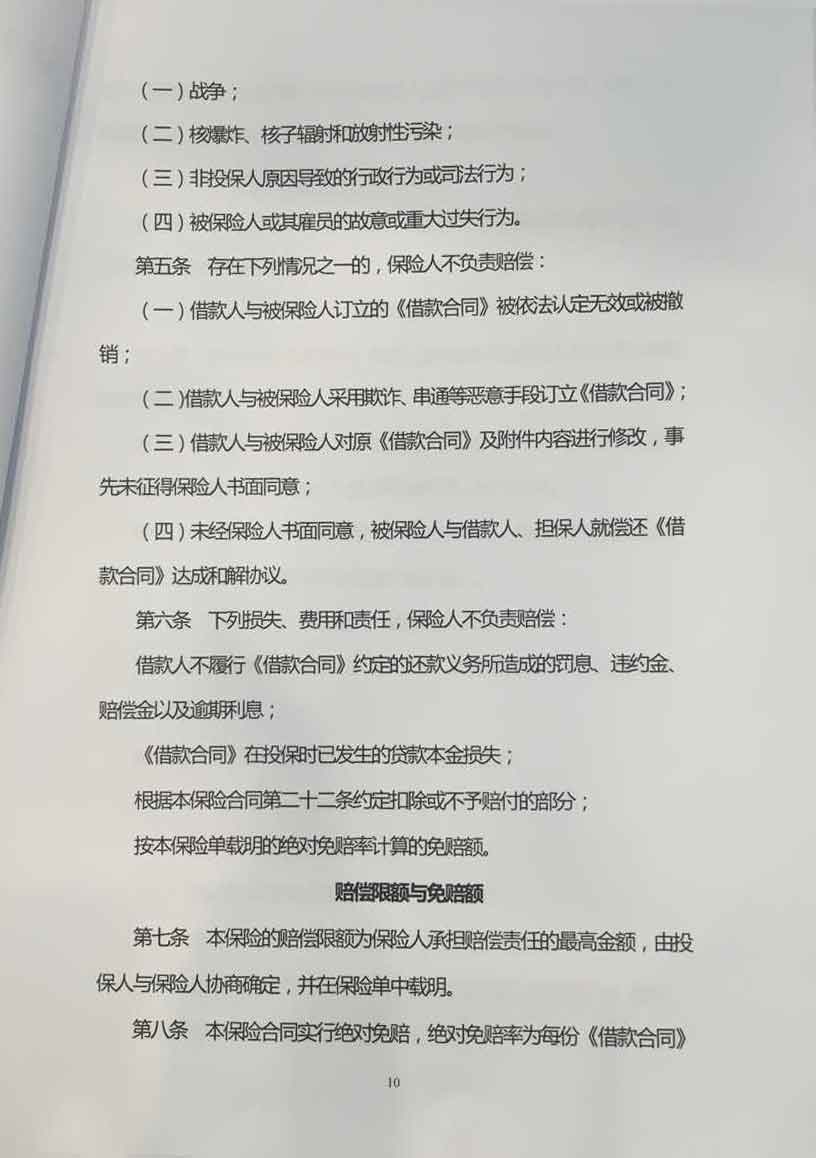 （一）战争；
（二）核爆炸、核子辐射和放射性污染；
（三）非投保人原因导致的行政行为或司法行为；
（四）被保险人或其雇员的故意或重大过失行为。
第五条　存在下列情况之一的，保险人不负责赔偿：
（一）借款人与被保险人订立的《借款合同》被依法认定无效或被撤
销；
（二）借款人与被保险人采用欺诈、串通等恶意手段订立《借款合同》；
（三）借款人与被保险人对原《借款合同》及附件内容进行修改，事
先未征得保险人书面同意；
（四）未经保险人书面同意，被保险人与借款人、担保人就偿还《借
款合同》达成和解协议。
第六条　下列损失、费用和责任，保险人不负责赔偿：
借款人不履行《借款合同》约定的还款义务所造成的罚息、违约金、
赔偿金以及逾期利息；
《借款合同》在投保时已发生的贷款本金损失；
根据本保险合同第二十二条约定扣除或不予赔付的部分；
按本保险单载明的绝对免赔率计算的免赔额。
赔偿限额与免赔额
第七条　本保险的赔偿限额为保险人承担赔偿责任的最高金额，由投
保人与保险人协商确定，并在保险单中载明。
第八条　本保险合同实行绝对免赔，绝对免赔率为每份《借款合同》
10